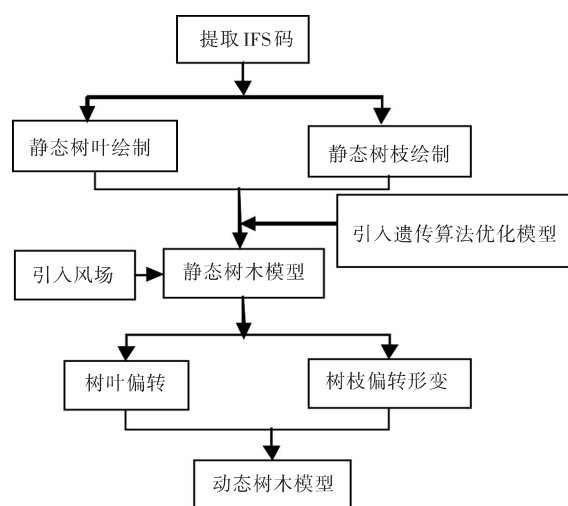 提取IFS码
静态树叶绘制
静态树枝绘制
引入遗传算法优化模型
引入风场
静态树木模型
树叶偏转
树枝偏转形变
动态树木模型